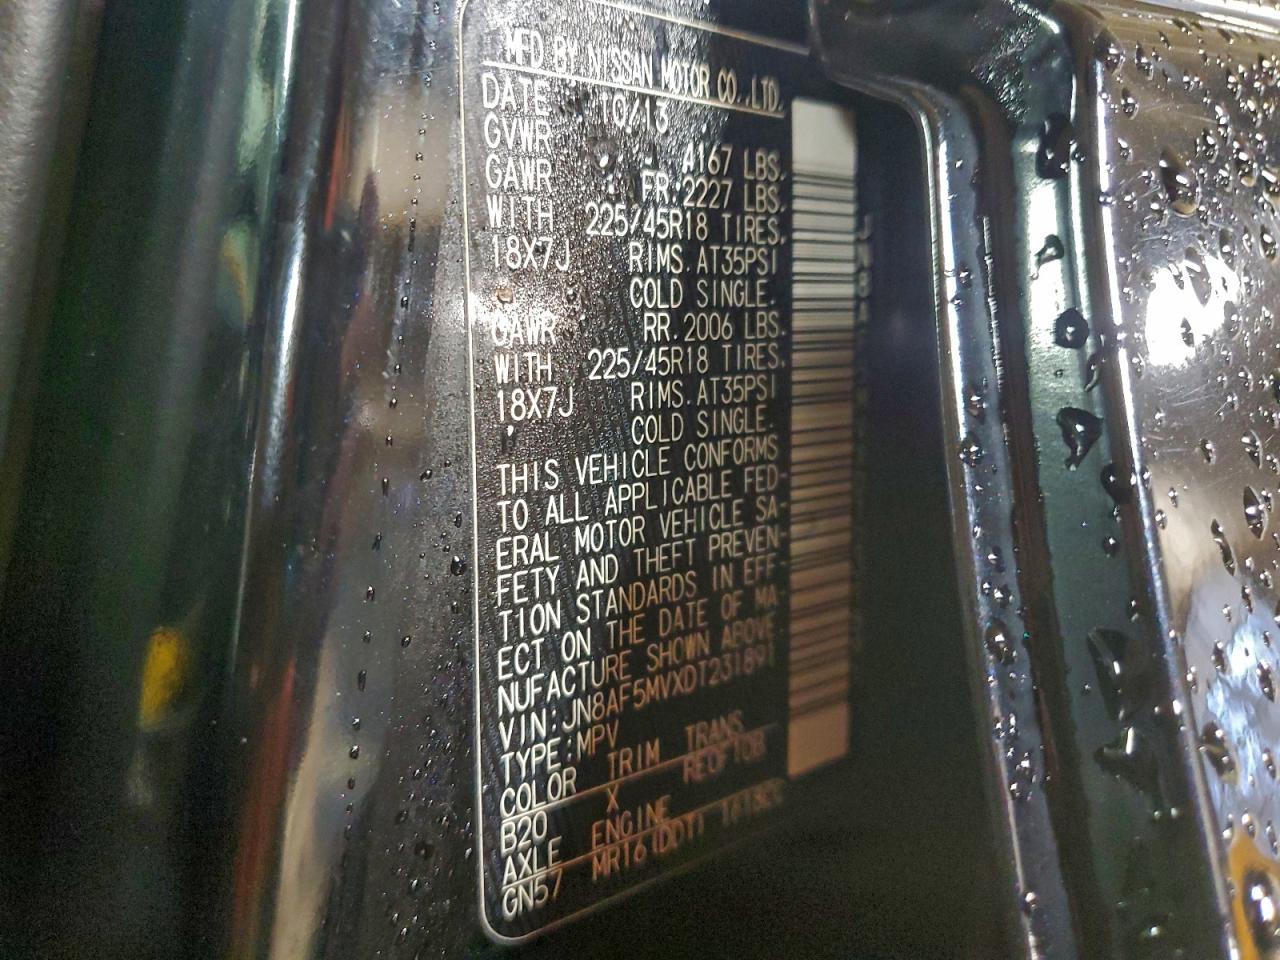 MFD BY NISSAN MOTOR CO.,LTD.
DATE 10/13
GVWR 4167 LBS.
GAWR FR.2227 LBS.
WITH 225/45R18 TIRES.
18X7J RIMS.AT35PSI
COLD SINGLE.
GAWR RR.2006 LBS.
WITH 225/45R18 TIRES.
18X7J RIMS.AT35PSI
COLD SINGLE.
THIS VEHICLE CONFORMS
TO ALL APPLICABLE FED-
ERAL MOTOR VEHICLE SA-
FETY AND THEFT PREVEN-
TION STANDARDS IN EFF-
ECT ON THE DATE OF MA-
NUFACTURE SHOWN ABOVE.
VIN:JN8AF5MVXDT231891
TYPE:MPV
COLOR TRIM TRANS
B20 X RE0F10B
AXLE ENGINE
GN57 MR16(DDT) 1618CC